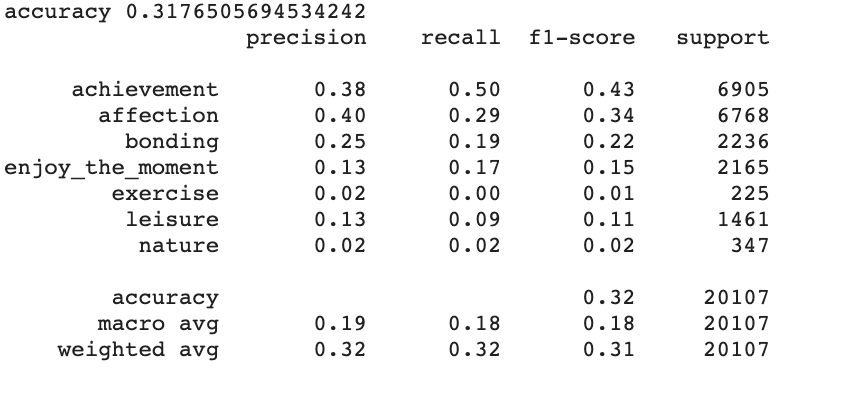 accuracy 0.3176505694534242
precision recall f1-score support
achievement 0.38 0.50 0.43 6905
affection 0.40 0.29 0.34 6768
bonding 0.25 0.19 0.22 2236
enjoy_the_moment 0.13 0.17 0.15 2165
exercise 0.02 0.00 0.01 225
leisure 0.13 0.09 0.11 1461
nature 0.02 0.02 0.02 347
accuracy 0.32 20107
macro avg 0.19 0.18 0.18 20107
weighted avg 0.32 0.32 0.31 20107